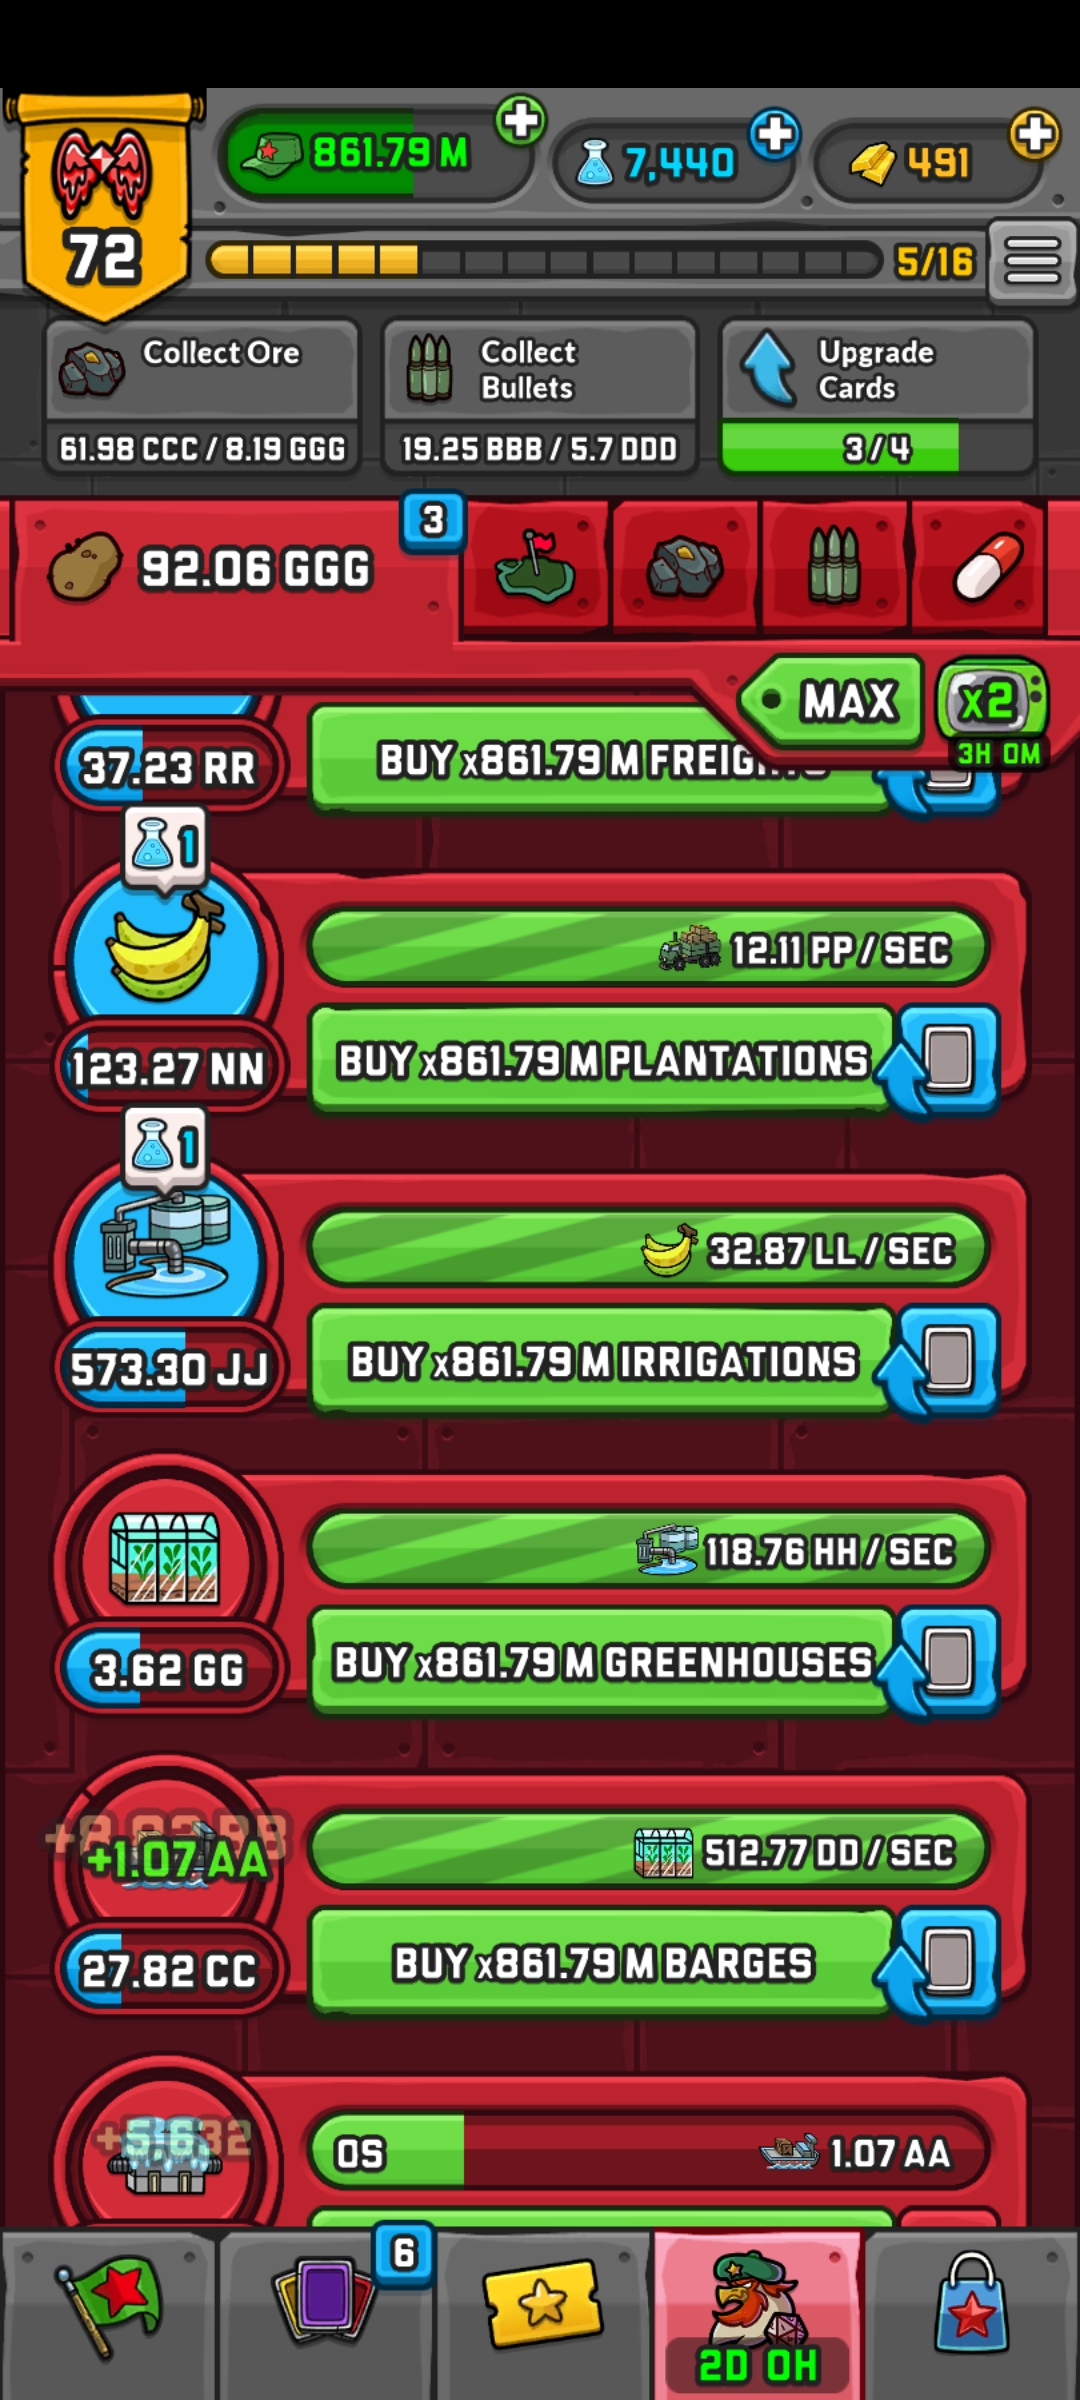 861.79 M
7,440
491
72
5/16
Collect Ore
61.98 CCC / 8.19 GGG
Collect
Bullets
19.25 BBB / 5.7 DDD
Upgrade
Cards
3 / 4
92.06 GGG
3
MAX
x2
3H 0M
37.23 RR
BUY x861.79 M
1
12.11 PP / SEC
123.27 NN
BUY x861.79 M PLANTATIONS
1
32.87 LL / SEC
573.30 JJ
BUY x861.79 M IRRIGATIONS
118.76 HH / SEC
3.62 GG
BUY x861.79 M GREENHOUSES
+1.07 AA
512.77 DD / SEC
27.82 CC
BUY x861.79 M BARGES
0S
1.07 AA
6
2D 0H